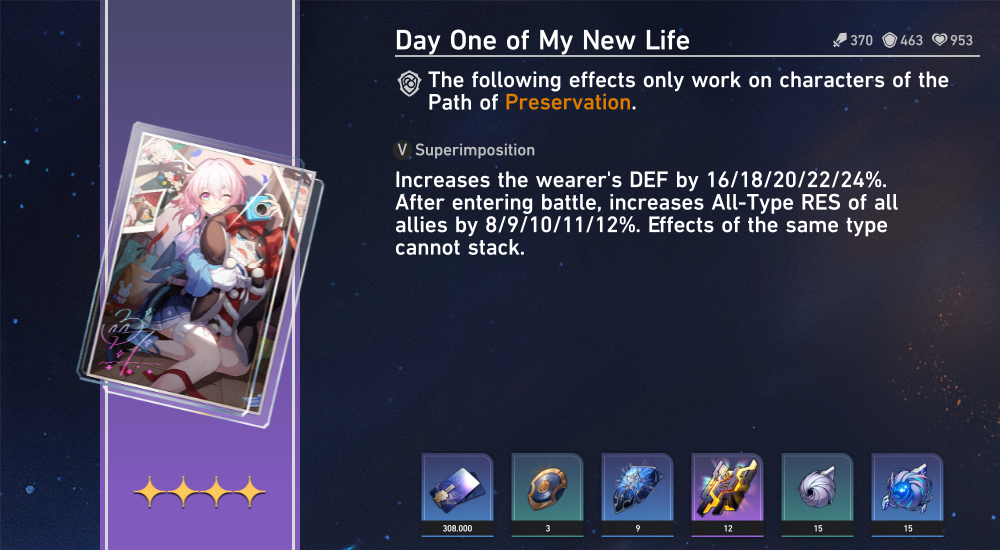 Day One of My New Life
370 463 953
The following effects only work on characters of the
Path of Preservation.
V Superimposition
Increases the wearer's DEF by 16/18/20/22/24%.
After entering battle, increases All-Type RES of all
allies by 8/9/10/11/12%. Effects of the same type
cannot stack.
308.000 3 9 12 15 15